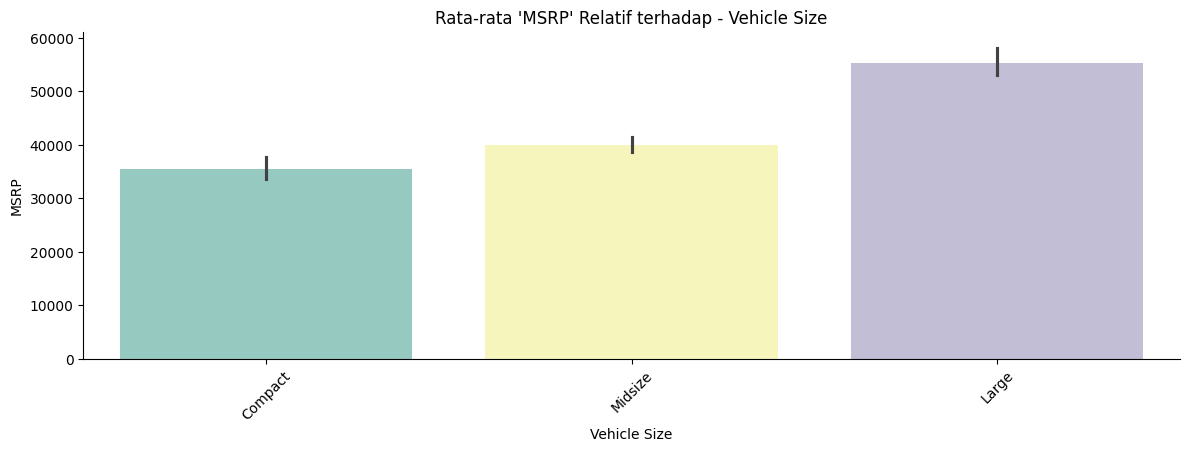 Rata-rata 'MSRP' Relatif terhadap - Vehicle Size
60000
50000
40000
30000
20000
10000
0
MSRP
Compact
Midsize
Large
Vehicle Size